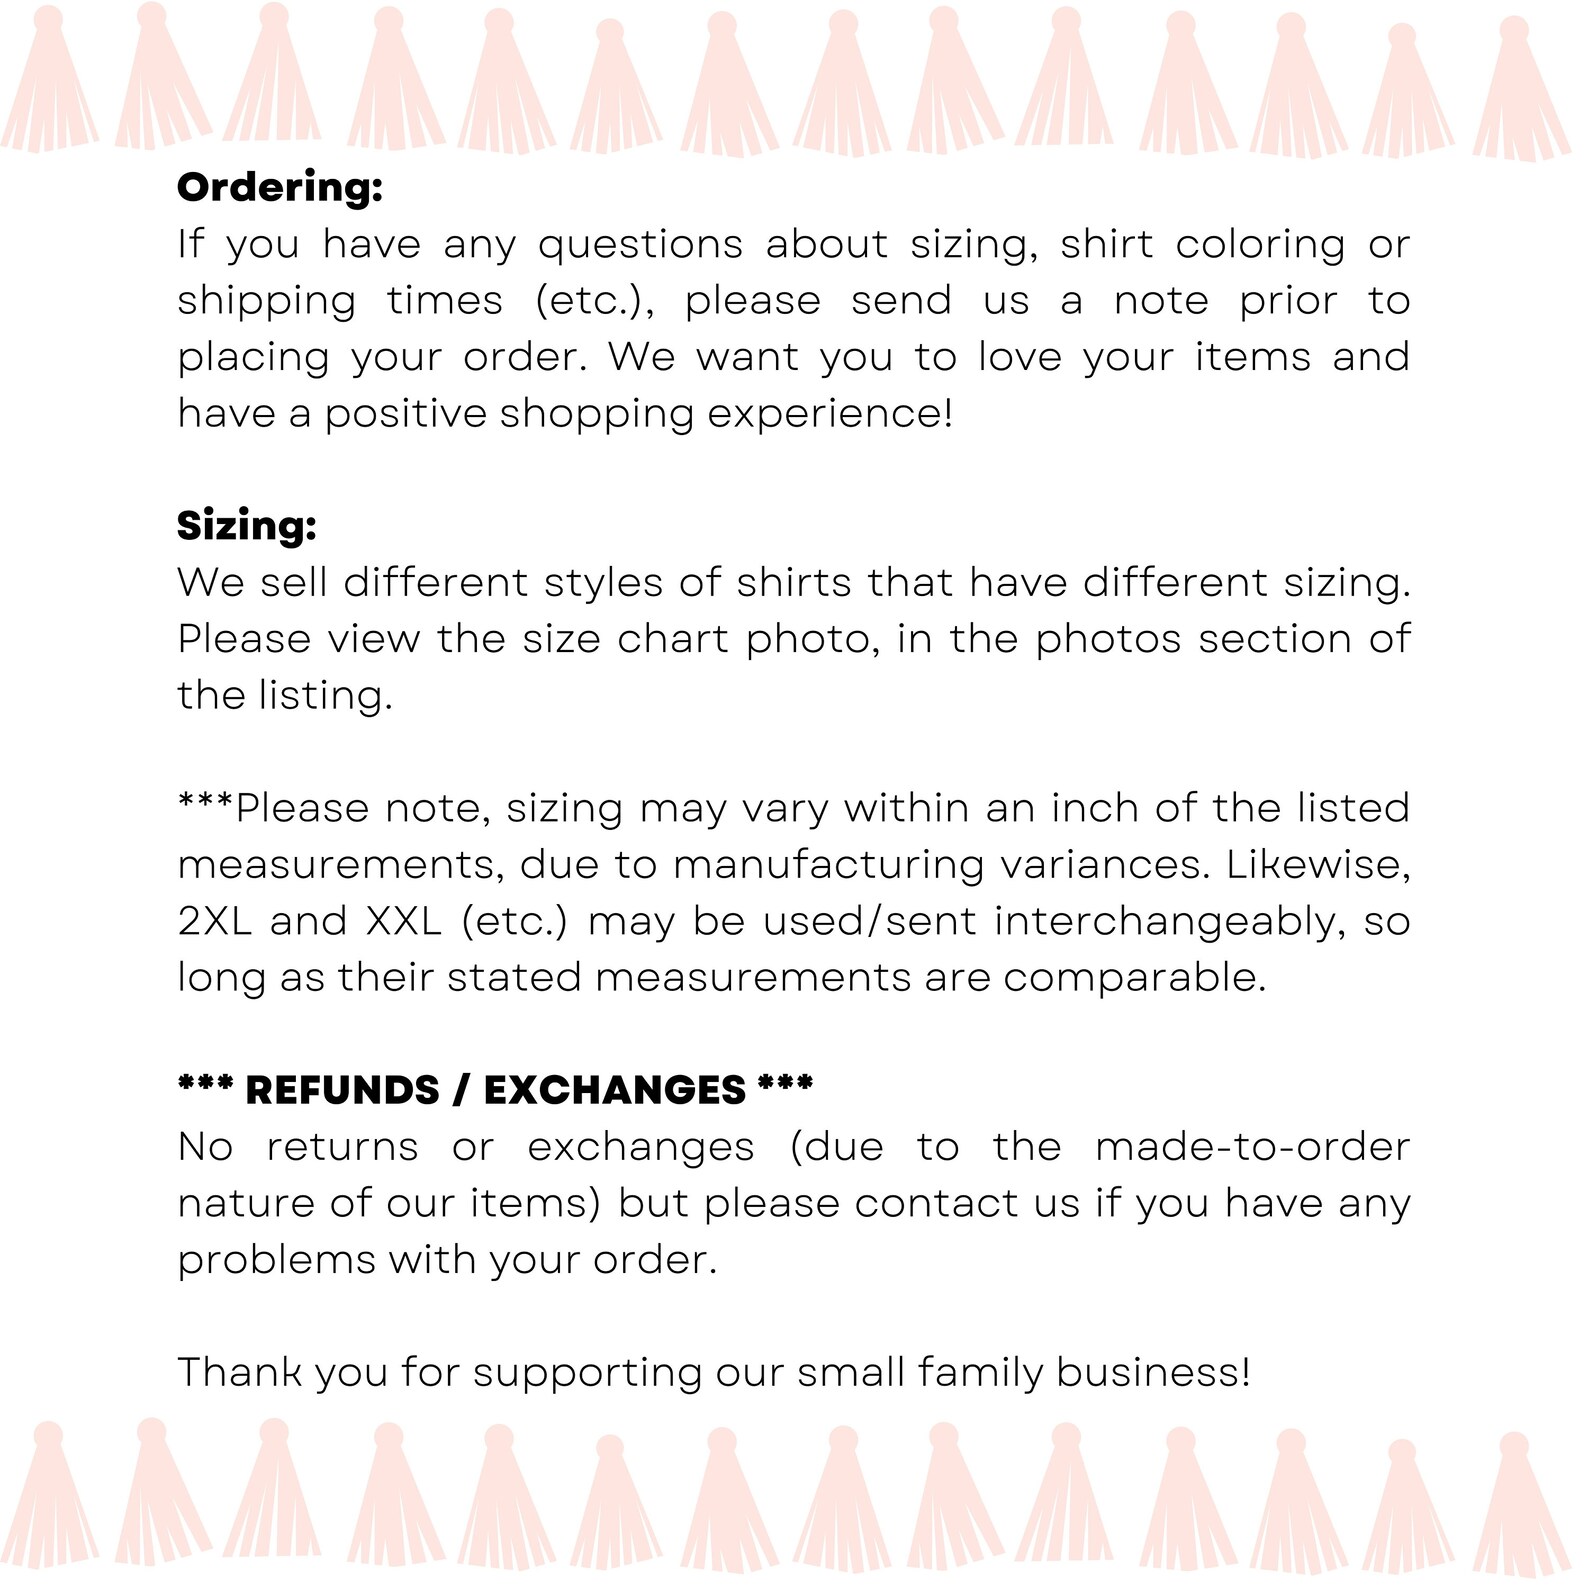 Ordering:
If you have any questions about sizing, shirt coloring or
shipping times (etc.), please send us a note prior to
placing your order. We want you to love your items and
have a positive shopping experience!
Sizing:
We sell different styles of shirts that have different sizing.
Please view the size chart photo, in the photos section of
the listing.
***Please note, sizing may vary within an inch of the listed
measurements, due to manufacturing variances. Likewise,
2XL and XXL (etc.) may be used/sent interchangeably, so
long as their stated measurements are comparable.
*** REFUNDS / EXCHANGES ***
No returns or exchanges (due to the made-to-order
nature of our items) but please contact us if you have any
problems with your order.
Thank you for supporting our small family business!